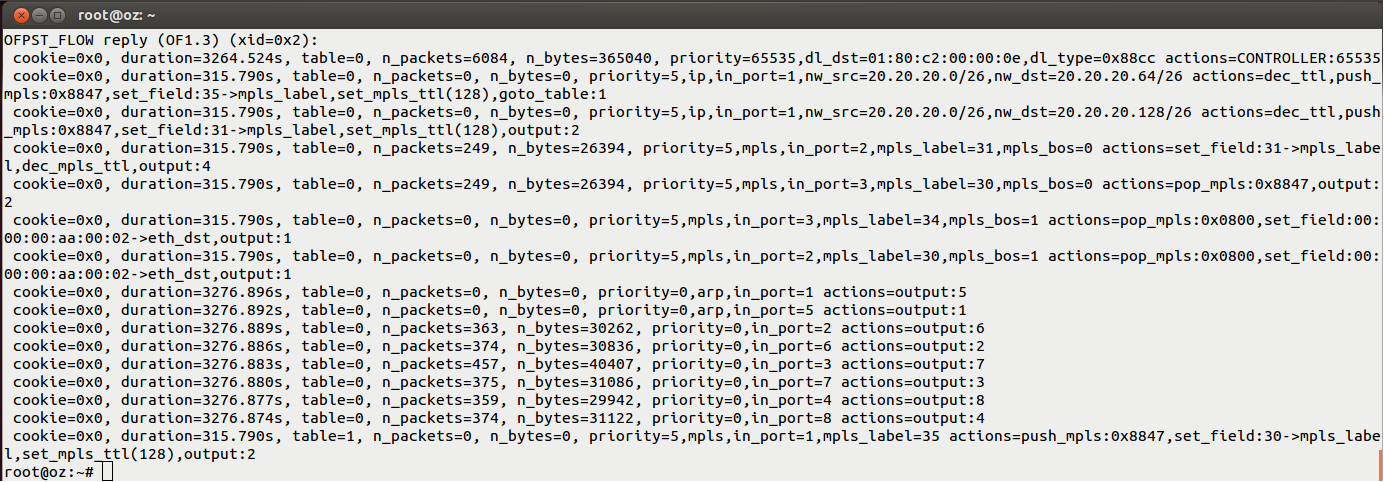 root@oz: ~
OFPST_FLOW reply (OF1.3) (xid=0x2):
 cookie=0x0, duration=3264.524s, table=0, n_packets=6084, n_bytes=365040, priority=65535,dl_dst=01:80:c2:00:00:0e,dl_type=0x88cc actions=CONTROLLER:65535
 cookie=0x0, duration=315.790s, table=0, n_packets=0, n_bytes=0, priority=5,ip,in_port=1,nw_src=20.20.20.0/26,nw_dst=20.20.20.64/26 actions=dec_ttl,push_
mpls:0x8847,set_field:35->mpls_label,set_mpls_ttl(128),goto_table:1
 cookie=0x0, duration=315.790s, table=0, n_packets=0, n_bytes=0, priority=5,ip,in_port=1,nw_src=20.20.20.0/26,nw_dst=20.20.20.128/26 actions=dec_ttl,push
_mpls:0x8847,set_field:31->mpls_label,set_mpls_ttl(128),output:2
 cookie=0x0, duration=315.790s, table=0, n_packets=249, n_bytes=26394, priority=5,mpls,in_port=2,mpls_label=31,mpls_bos=0 actions=set_field:31->mpls_labe
l,dec_mpls_ttl,output:4
 cookie=0x0, duration=315.790s, table=0, n_packets=249, n_bytes=26394, priority=5,mpls,in_port=3,mpls_label=30,mpls_bos=0 actions=pop_mpls:0x8847,output:
2
 cookie=0x0, duration=315.790s, table=0, n_packets=0, n_bytes=0, priority=5,mpls,in_port=3,mpls_label=34,mpls_bos=1 actions=pop_mpls:0x0800,set_field:00:
00:00:aa:00:02->eth_dst,output:1
 cookie=0x0, duration=315.790s, table=0, n_packets=0, n_bytes=0, priority=5,mpls,in_port=2,mpls_label=30,mpls_bos=1 actions=pop_mpls:0x0800,set_field:00:
00:00:aa:00:02->eth_dst,output:1
 cookie=0x0, duration=3276.896s, table=0, n_packets=0, n_bytes=0, priority=0,arp,in_port=1 actions=output:5
 cookie=0x0, duration=3276.892s, table=0, n_packets=0, n_bytes=0, priority=0,arp,in_port=5 actions=output:1
 cookie=0x0, duration=3276.889s, table=0, n_packets=363, n_bytes=30262, priority=0,in_port=2 actions=output:6
 cookie=0x0, duration=3276.886s, table=0, n_packets=374, n_bytes=30836, priority=0,in_port=6 actions=output:2
 cookie=0x0, duration=3276.883s, table=0, n_packets=457, n_bytes=40407, priority=0,in_port=3 actions=output:7
 cookie=0x0, duration=3276.880s, table=0, n_packets=375, n_bytes=31086, priority=0,in_port=7 actions=output:3
 cookie=0x0, duration=3276.877s, table=0, n_packets=359, n_bytes=29942, priority=0,in_port=4 actions=output:8
 cookie=0x0, duration=3276.874s, table=0, n_packets=374, n_bytes=31122, priority=0,in_port=8 actions=output:4
 cookie=0x0, duration=315.790s, table=1, n_packets=0, n_bytes=0, priority=5,mpls,in_port=1,mpls_label=35 actions=push_mpls:0x8847,set_field:30->mpls_labe
l,set_mpls_ttl(128),output:2
root@oz:~#